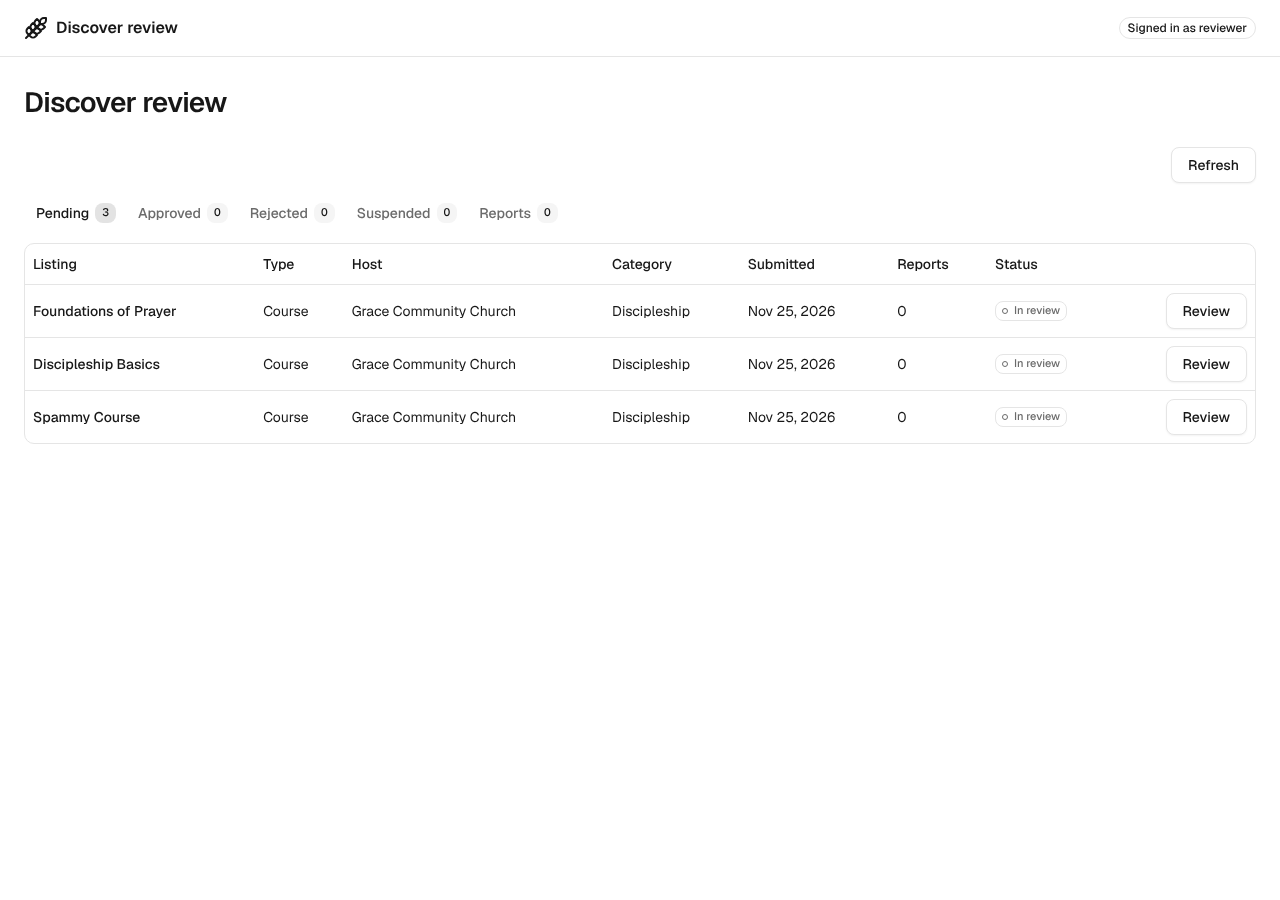 Discover review
Signed in as reviewer
Discover review
Refresh
Pending 3 Approved 0 Rejected 0 Suspended 0 Reports 0
Listing Type Host Category Submitted Reports Status
Foundations of Prayer Course Grace Community Church Discipleship Nov 25, 2026 0 In review Review
Discipleship Basics Course Grace Community Church Discipleship Nov 25, 2026 0 In review Review
Spammy Course Course Grace Community Church Discipleship Nov 25, 2026 0 In review Review